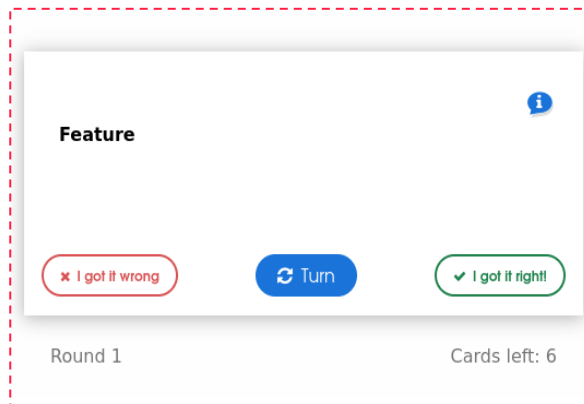 Feature
I got it wrong
Turn
I got it right!
Round 1
Cards left: 6